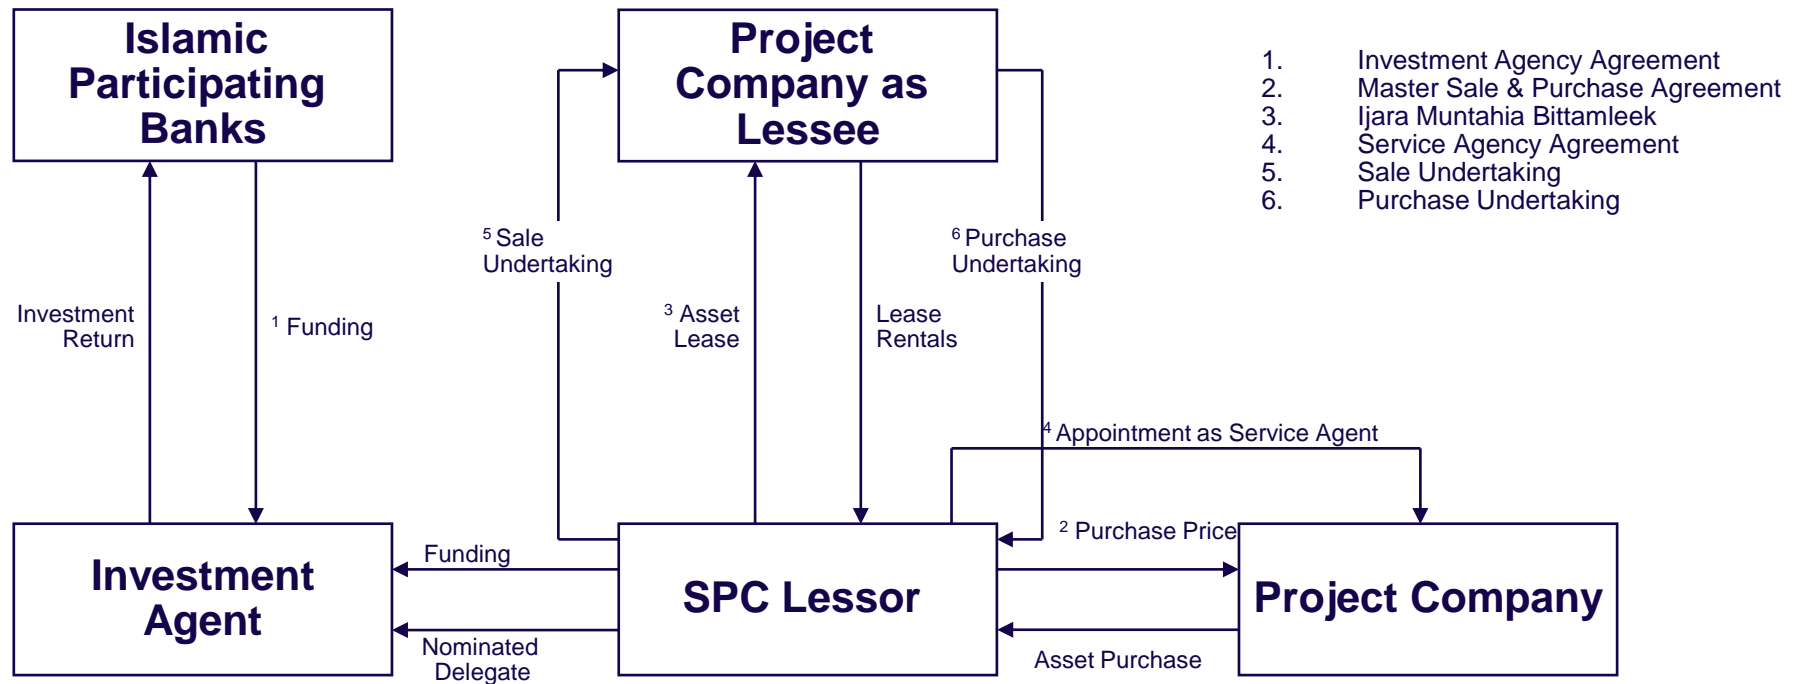 Islamic
Participating
Banks
Project
Company as
Lessee
1. Investment Agency Agreement
2. Master Sale & Purchase Agreement
3. Ijara Muntahia Bittamleek
4. Service Agency Agreement
5. Sale Undertaking
6. Purchase Undertaking
5 Sale
Undertaking
6 Purchase
Undertaking
Investment
Return
1 Funding
3 Asset
Lease
Lease
Rentals
4 Appointment as Service Agent
Investment
Agent
Funding
Nominated
Delegate
SPC Lessor
2 Purchase Price
Asset Purchase
Project Company